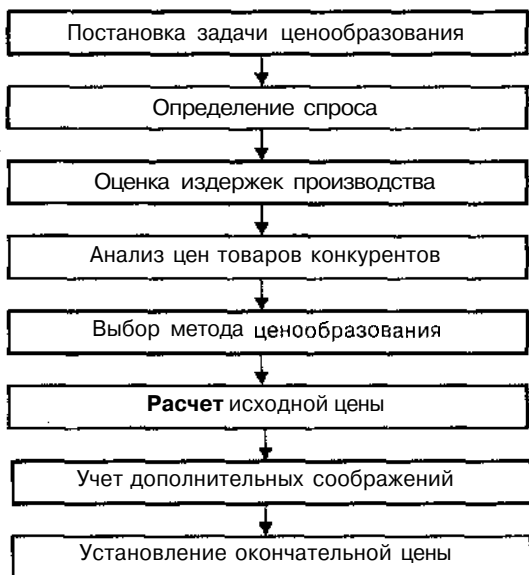 Постановка задачи ценообразования
Определение спроса
Оценка издержек производства
Анализ цен товаров конкурентов
Выбор метода ценообразования
Расчет исходной цены
Учет дополнительных соображений
Установление окончательной цены